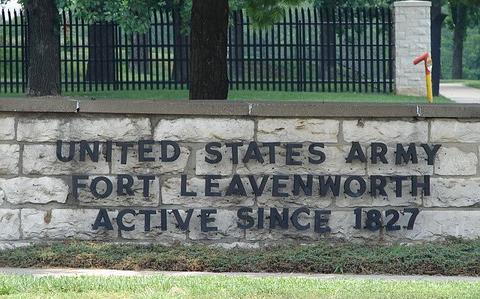 UNITED STATES ARMY
FORT LEAVENWORTH
ACTIVE SINCE 1827